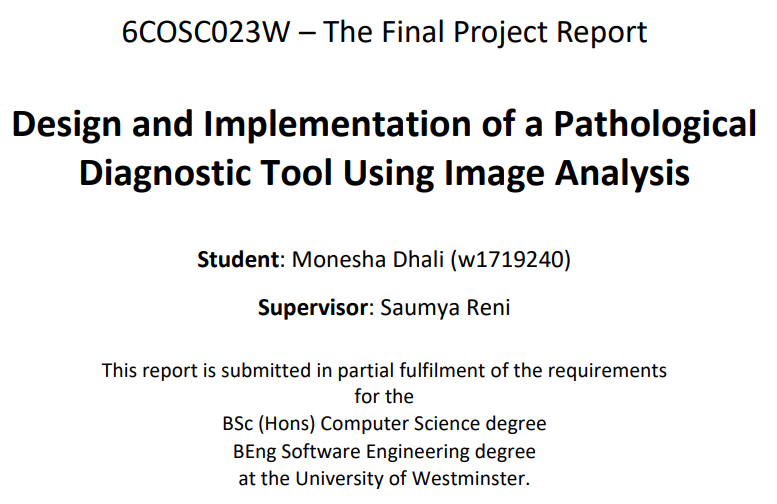 6COSC023W – The Final Project Report
Design and Implementation of a Pathological
Diagnostic Tool Using Image Analysis
Student: Monesha Dhali (w1719240)
Supervisor: Saumya Reni
This report is submitted in partial fulfilment of the requirements
for the
BSc (Hons) Computer Science degree
BEng Software Engineering degree
at the University of Westminster.